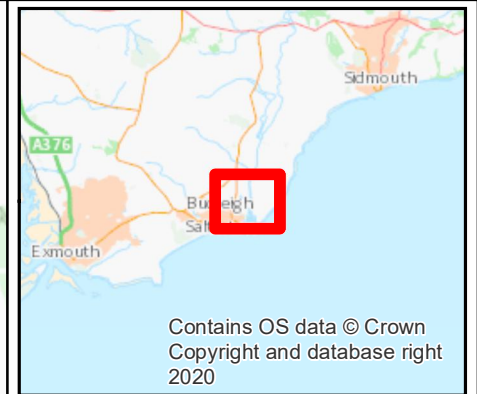 Sidmouth
A376
Exmouth
Contains OS data © Crown
Copyright and database right
2020